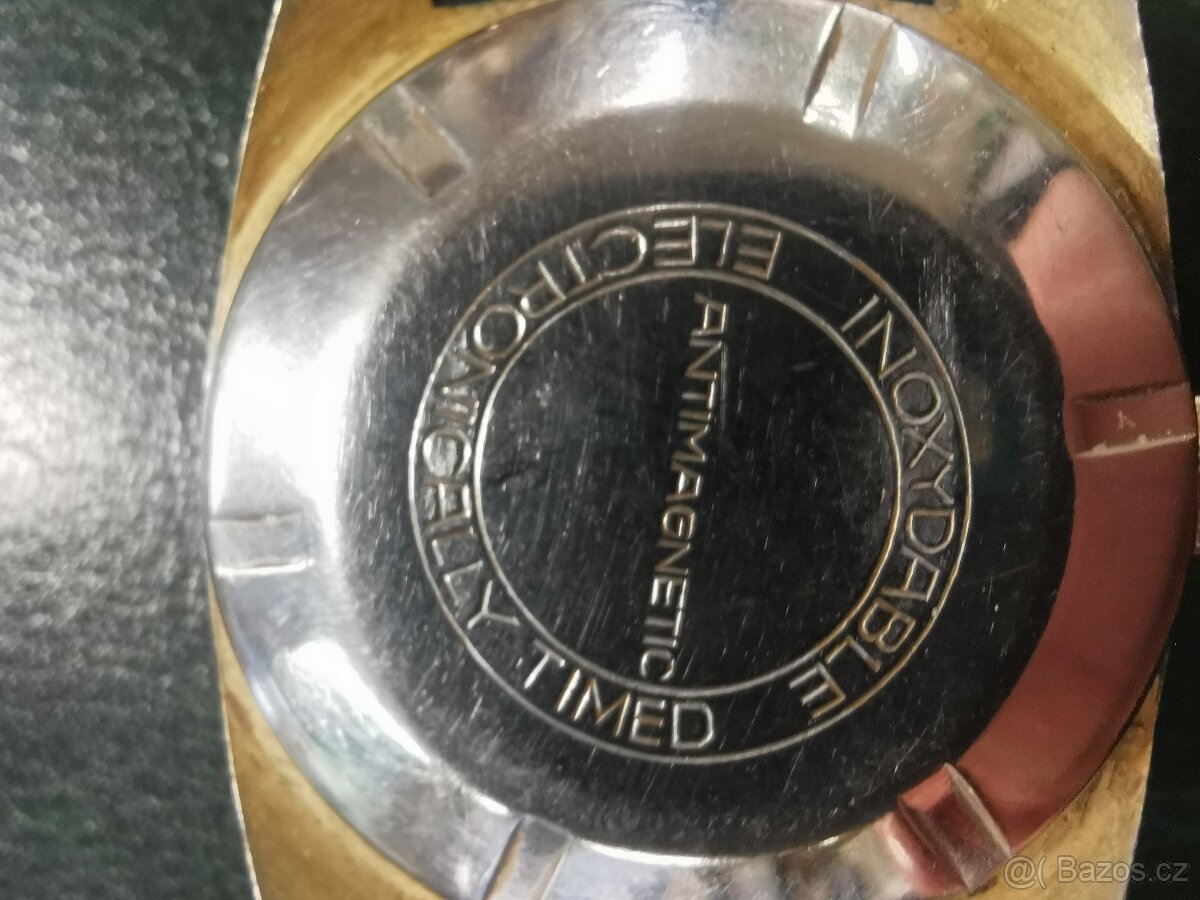 INOXYDABLE
ELECTRONICALLY TIMED
ANTIMAGNETIC
@( Bazos.cz